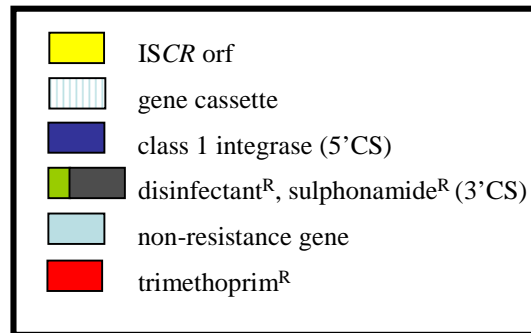 ISCR orf
gene cassette
class 1 integrase (5’CS)
disinfectantᴿ, sulphonamideᴿ (3’CS)
non-resistance gene
trimethoprimᴿ